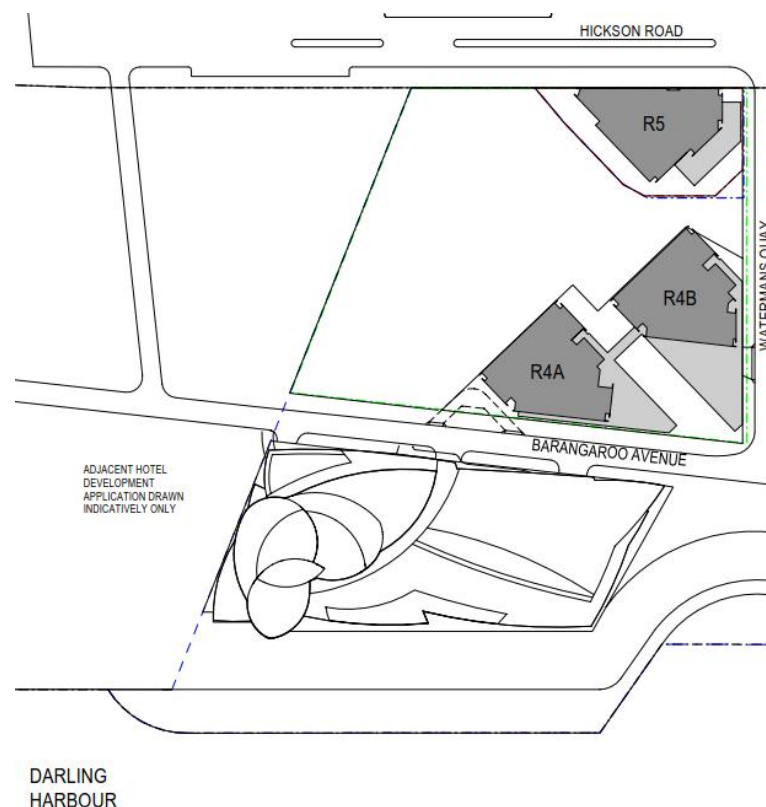 HICKSON ROAD
R5
WATERMANS QUAY
R4B
R4A
BARANGAROO AVENUE
ADJACENT HOTEL
DEVELOPMENT
APPLICATION DRAWN
INDICATIVELY ONLY
DARLING
HARBOUR